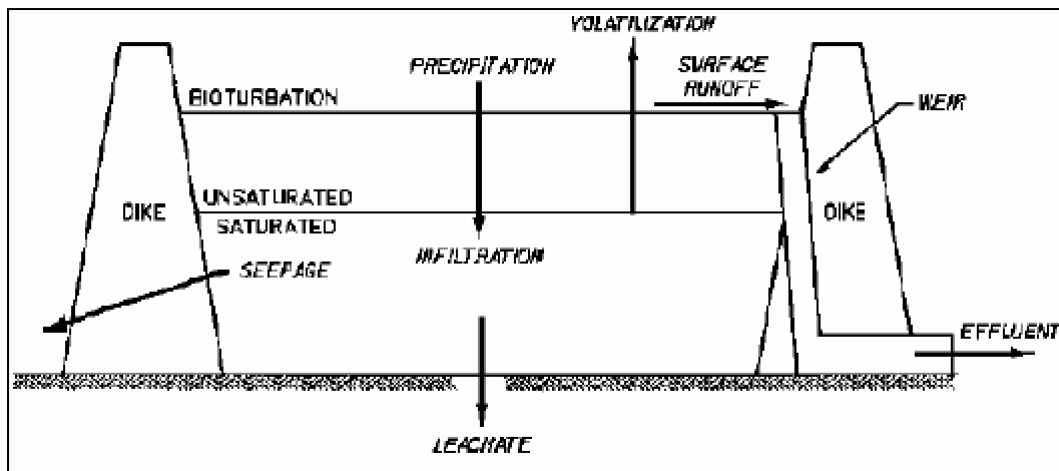 VOLATILIZATION
PRECIPITATION
SURFACE
RUNOFF
BIOTURBATION
WEIR
UNSATURATED
DIKE
DIKE
SATURATED
INFILTRATION
SEEPAGE
EFFLUENT
LEACHATE